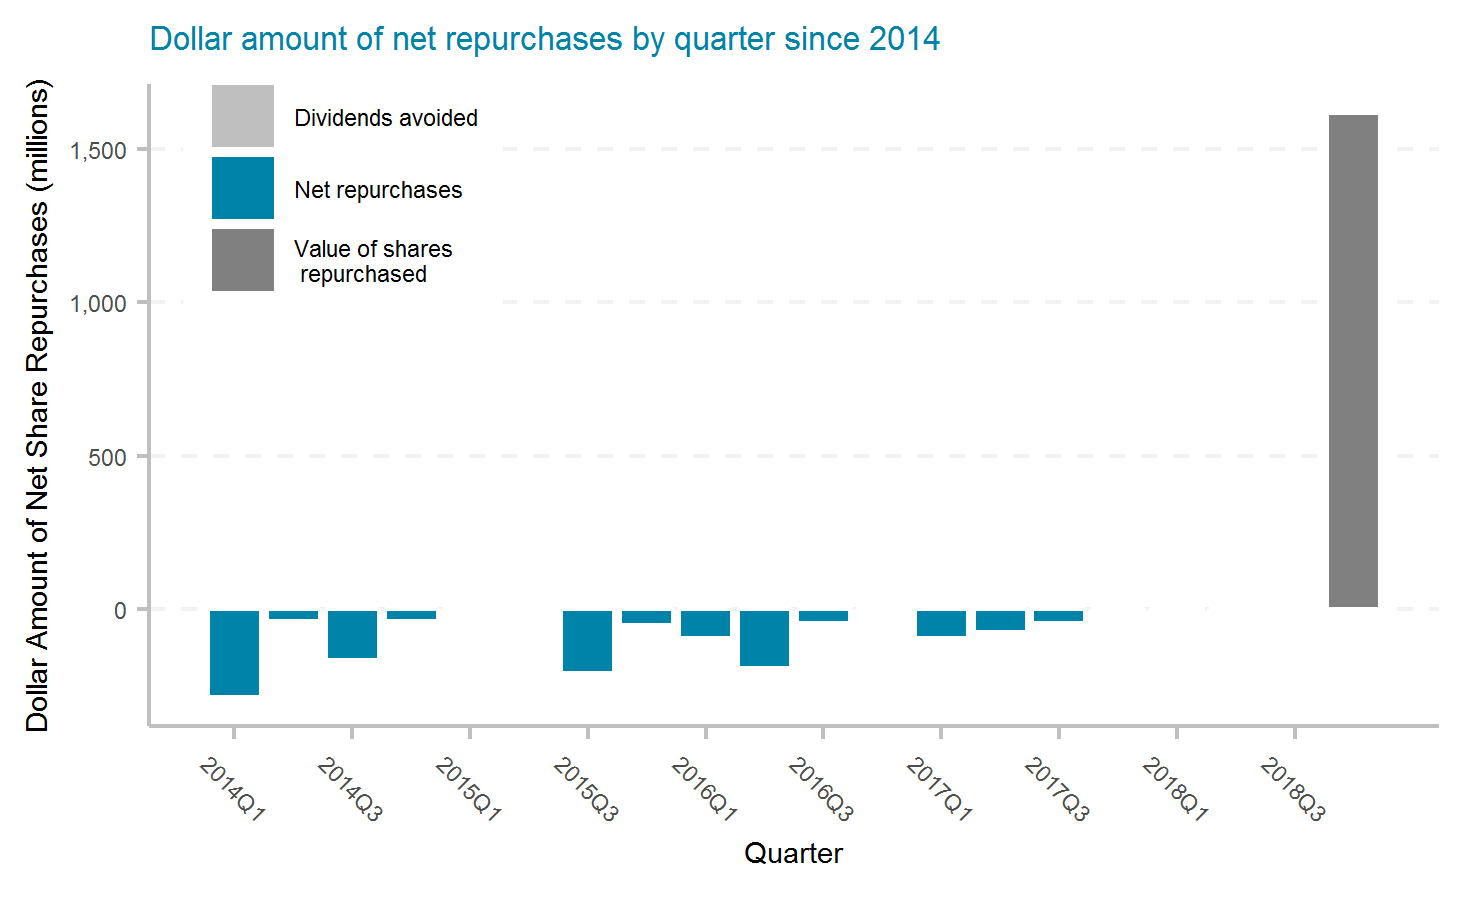 Dollar amount of net repurchases by quarter since 2014
Dollar Amount of Net Share Repurchases (millions)
Dividends avoided
Net repurchases
Value of shares
repurchased
1,500
1,000
500
0
2014Q1
2014Q3
2015Q1
2015Q3
2016Q1
2016Q3
2017Q1
2017Q3
2018Q1
2018Q3
Quarter